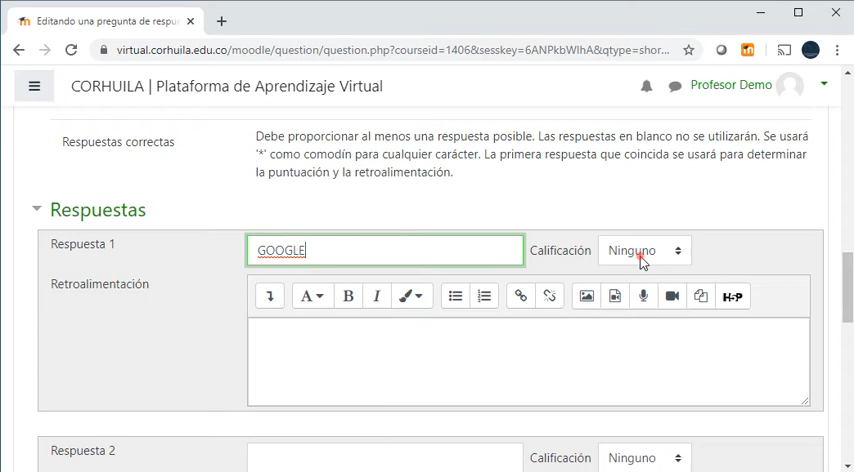 Editando una pregunta de respu
virtual.corhuila.edu.co/moodle/question/question.php?courseid=1406&sesskey=6ANPkbWIhA&qtype=shor...
CORHUILA | Plataforma de Aprendizaje Virtual
Profesor Demo
Respuestas correctas
Debe proporcionar al menos una respuesta posible. Las respuestas en blanco no se utilizarán. Se usará
'*' como comodín para cualquier carácter. La primera respuesta que coincida se usará para determinar
la puntuación y la retroalimentación.
Respuestas
Respuesta 1
GOOGLE
Calificación
Ninguno
Retroalimentación
A
B
I
H5P
Respuesta 2
Calificación
Ninguno